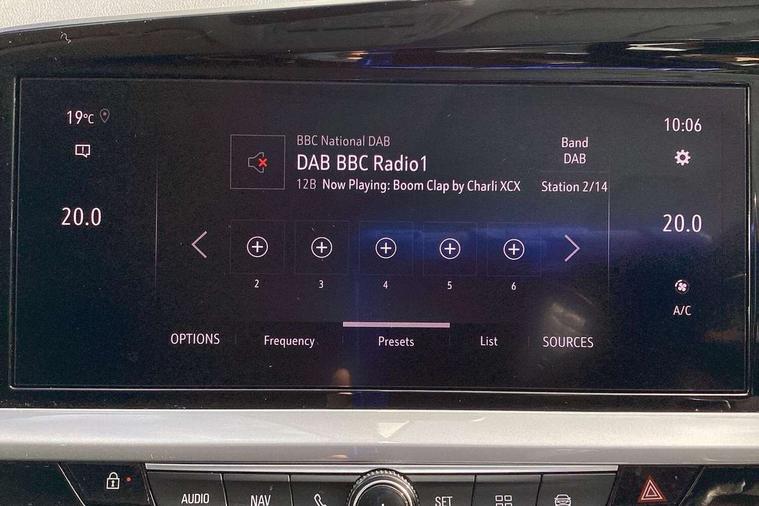 19°C
10:06
20.0
20.0
A/C
BBC National DAB
DAB BBC Radio1
12B Now Playing: Boom Clap by Charli XCX
Band
DAB
Station 2/14
2 3 4 5 6
OPTIONS Frequency Presets List SOURCES
AUDIO NAV SET